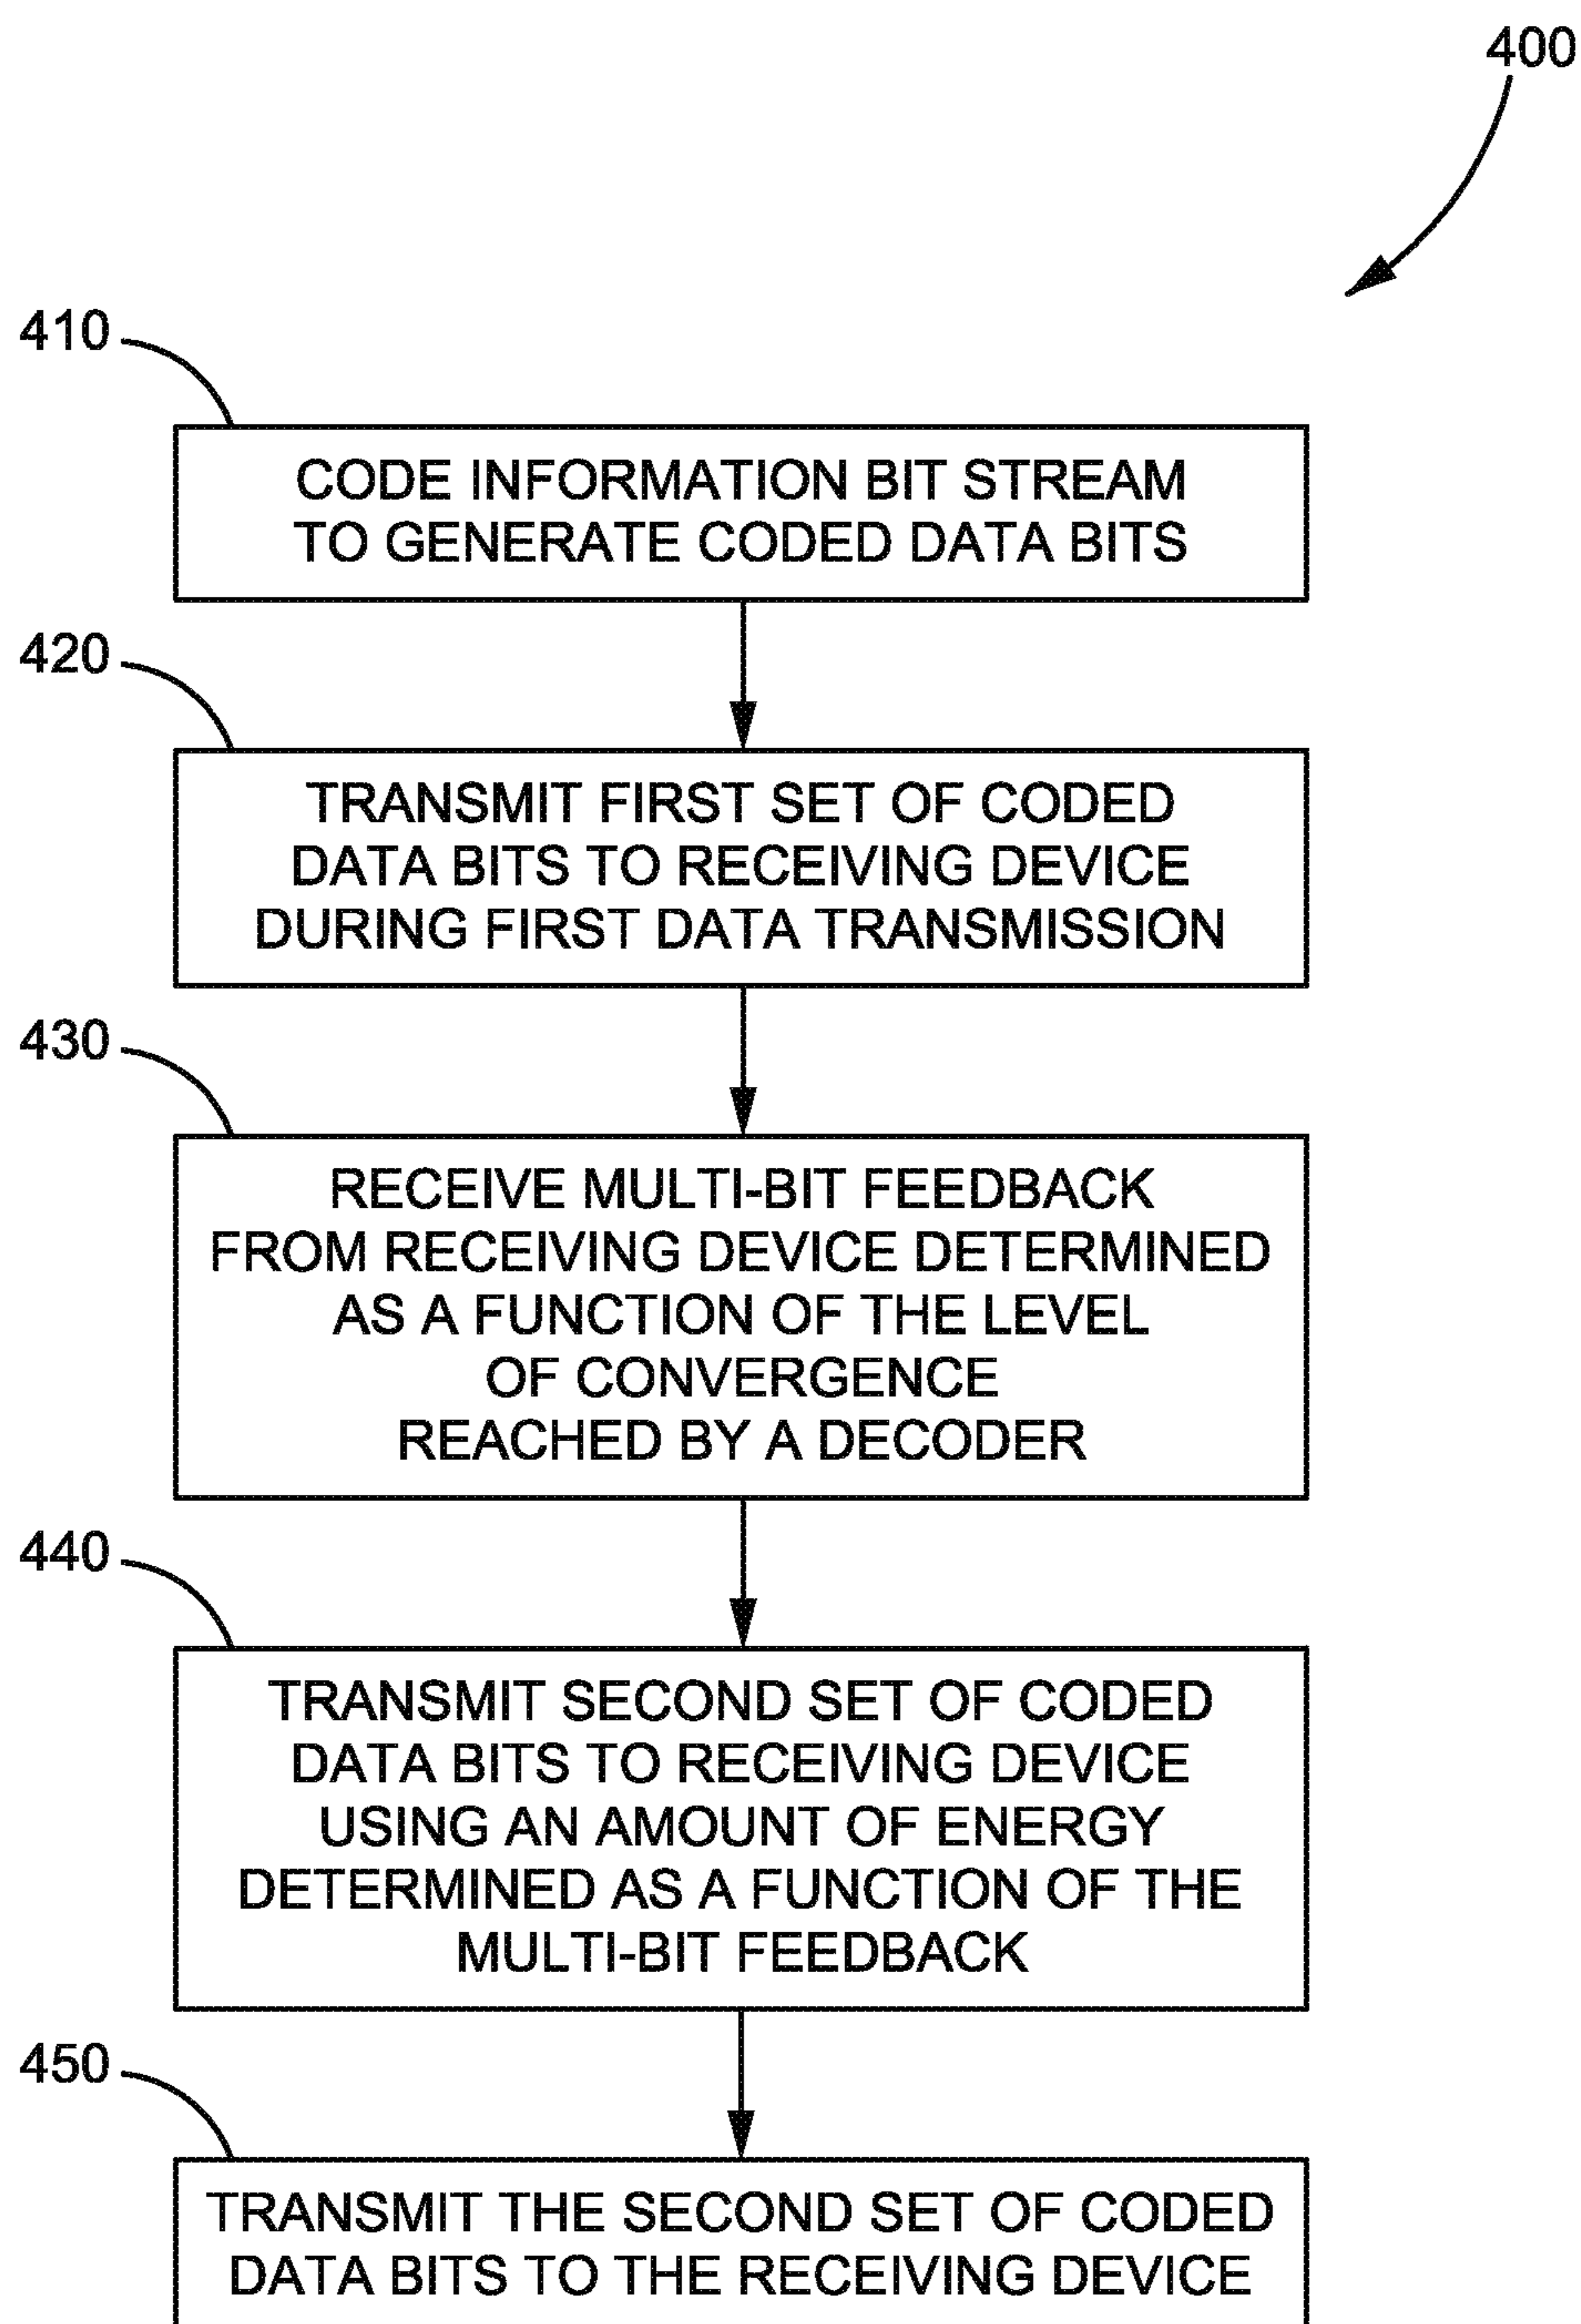 400
410
CODE INFORMATION BIT STREAM
TO GENERATE CODED DATA BITS
420
TRANSMIT FIRST SET OF CODED
DATA BITS TO RECEIVING DEVICE
DURING FIRST DATA TRANSMISSION
430
RECEIVE MULTI-BIT FEEDBACK
FROM RECEIVING DEVICE DETERMINED
AS A FUNCTION OF THE LEVEL
OF CONVERGENCE
REACHED BY A DECODER
440
TRANSMIT SECOND SET OF CODED
DATA BITS TO RECEIVING DEVICE
USING AN AMOUNT OF ENERGY
DETERMINED AS A FUNCTION OF THE
MULTI-BIT FEEDBACK
450
TRANSMIT THE SECOND SET OF CODED
DATA BITS TO THE RECEIVING DEVICE